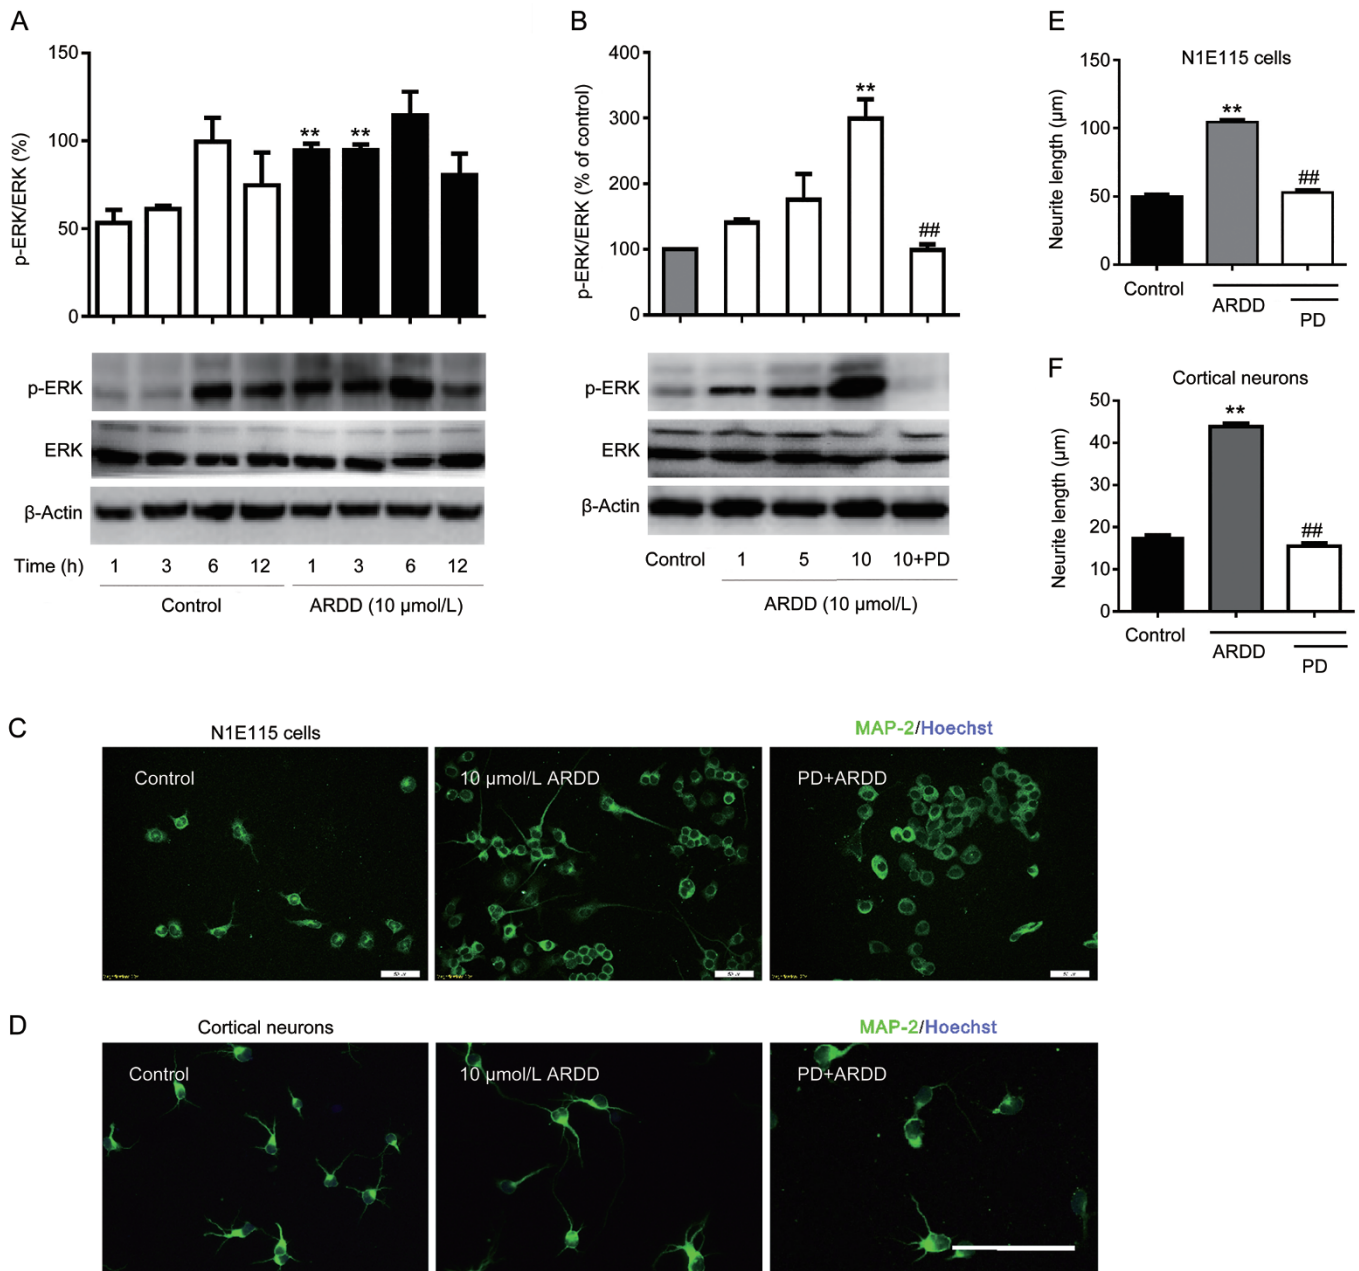 A
p-ERK/ERK (%)
150
100
50
0
** **
p-ERK
ERK
β-Actin
Time (h) 1 3 6 12 1 3 6 12
Control ARDD (10 μmol/L)
B
p-ERK/ERK (% of control)
400
300
200
100
0
**
##
p-ERK
ERK
β-Actin
Control 1 5 10 10+PD
ARDD (10 μmol/L)
E
N1E115 cells
Neurite length (μm)
150
100
50
0
**
##
Control
ARDD
PD
F
Cortical neurons
Neurite length (μm)
50
40
30
20
10
0
**
##
Control
ARDD
PD
C
N1E115 cells
MAP-2/Hoechst
Control
10 μmol/L ARDD
PD+ARDD
D
Cortical neurons
MAP-2/Hoechst
Control
10 μmol/L ARDD
PD+ARDD